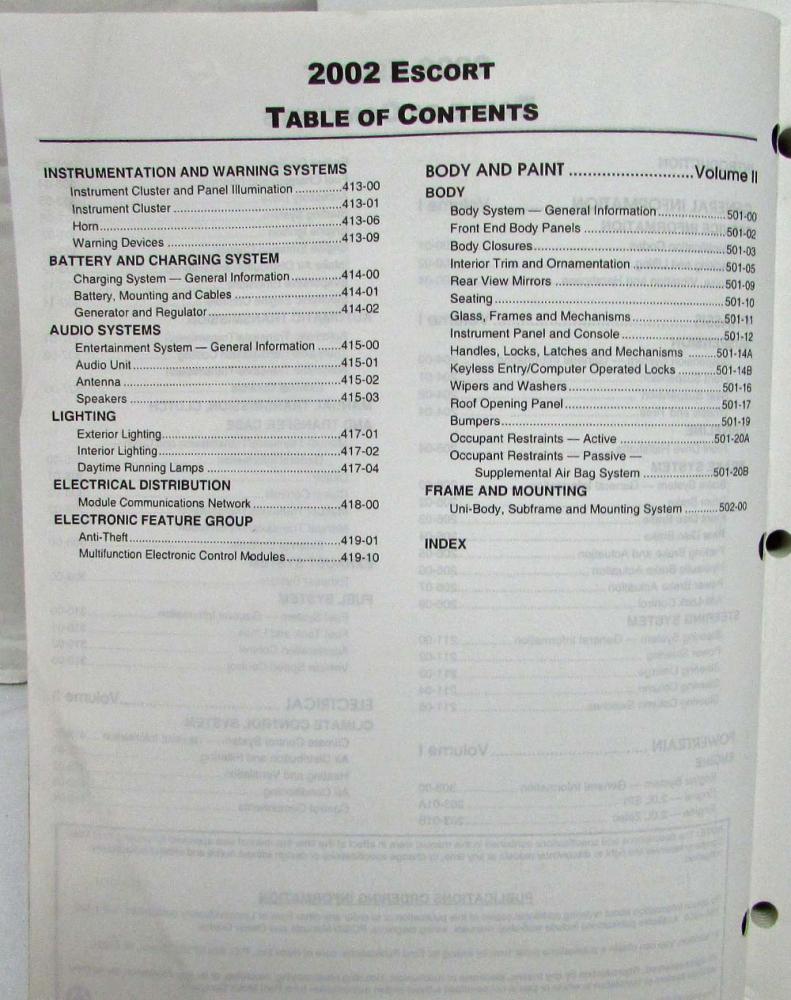 2002 ESCORT
TABLE OF CONTENTS
INSTRUMENTATION AND WARNING SYSTEMS
Instrument Cluster and Panel Illumination ..............413-00
Instrument Cluster ..............413-01
Horn..............413-06
Warning Devices ..............413-09
BATTERY AND CHARGING SYSTEM
Charging System — General Information ..............414-00
Battery, Mounting and Cables ..............414-01
Generator and Regulator..............414-02
AUDIO SYSTEMS
Entertainment System — General Information .......415-00
Audio Unit..............415-01
Antenna ..............415-02
Speakers ..............415-03
LIGHTING
Exterior Lighting..............417-01
Interior Lighting..............417-02
Daytime Running Lamps ..............417-04
ELECTRICAL DISTRIBUTION
Module Communications Network ..............418-00
ELECTRONIC FEATURE GROUP
Anti-Theft..............419-01
Multifunction Electronic Control Modules..............419-10
BODY AND PAINT ..............Volume II
BODY
Body System — General Information..............501-00
Front End Body Panels ..............501-02
Body Closures..............501-03
Interior Trim and Ornamentation ..............501-05
Rear View Mirrors ..............501-09
Seating ..............501-10
Glass, Frames and Mechanisms..............501-11
Instrument Panel and Console ..............501-12
Handles, Locks, Latches and Mechanisms .........501-14A
Keyless Entry/Computer Operated Locks ..........501-14B
Wipers and Washers..............501-16
Roof Opening Panel..............501-17
Bumpers..............501-19
Occupant Restraints — Active ..............501-20A
Occupant Restraints — Passive —
Supplemental Air Bag System ..............501-20B
FRAME AND MOUNTING
Uni-Body, Subframe and Mounting System ..........502-00
INDEX